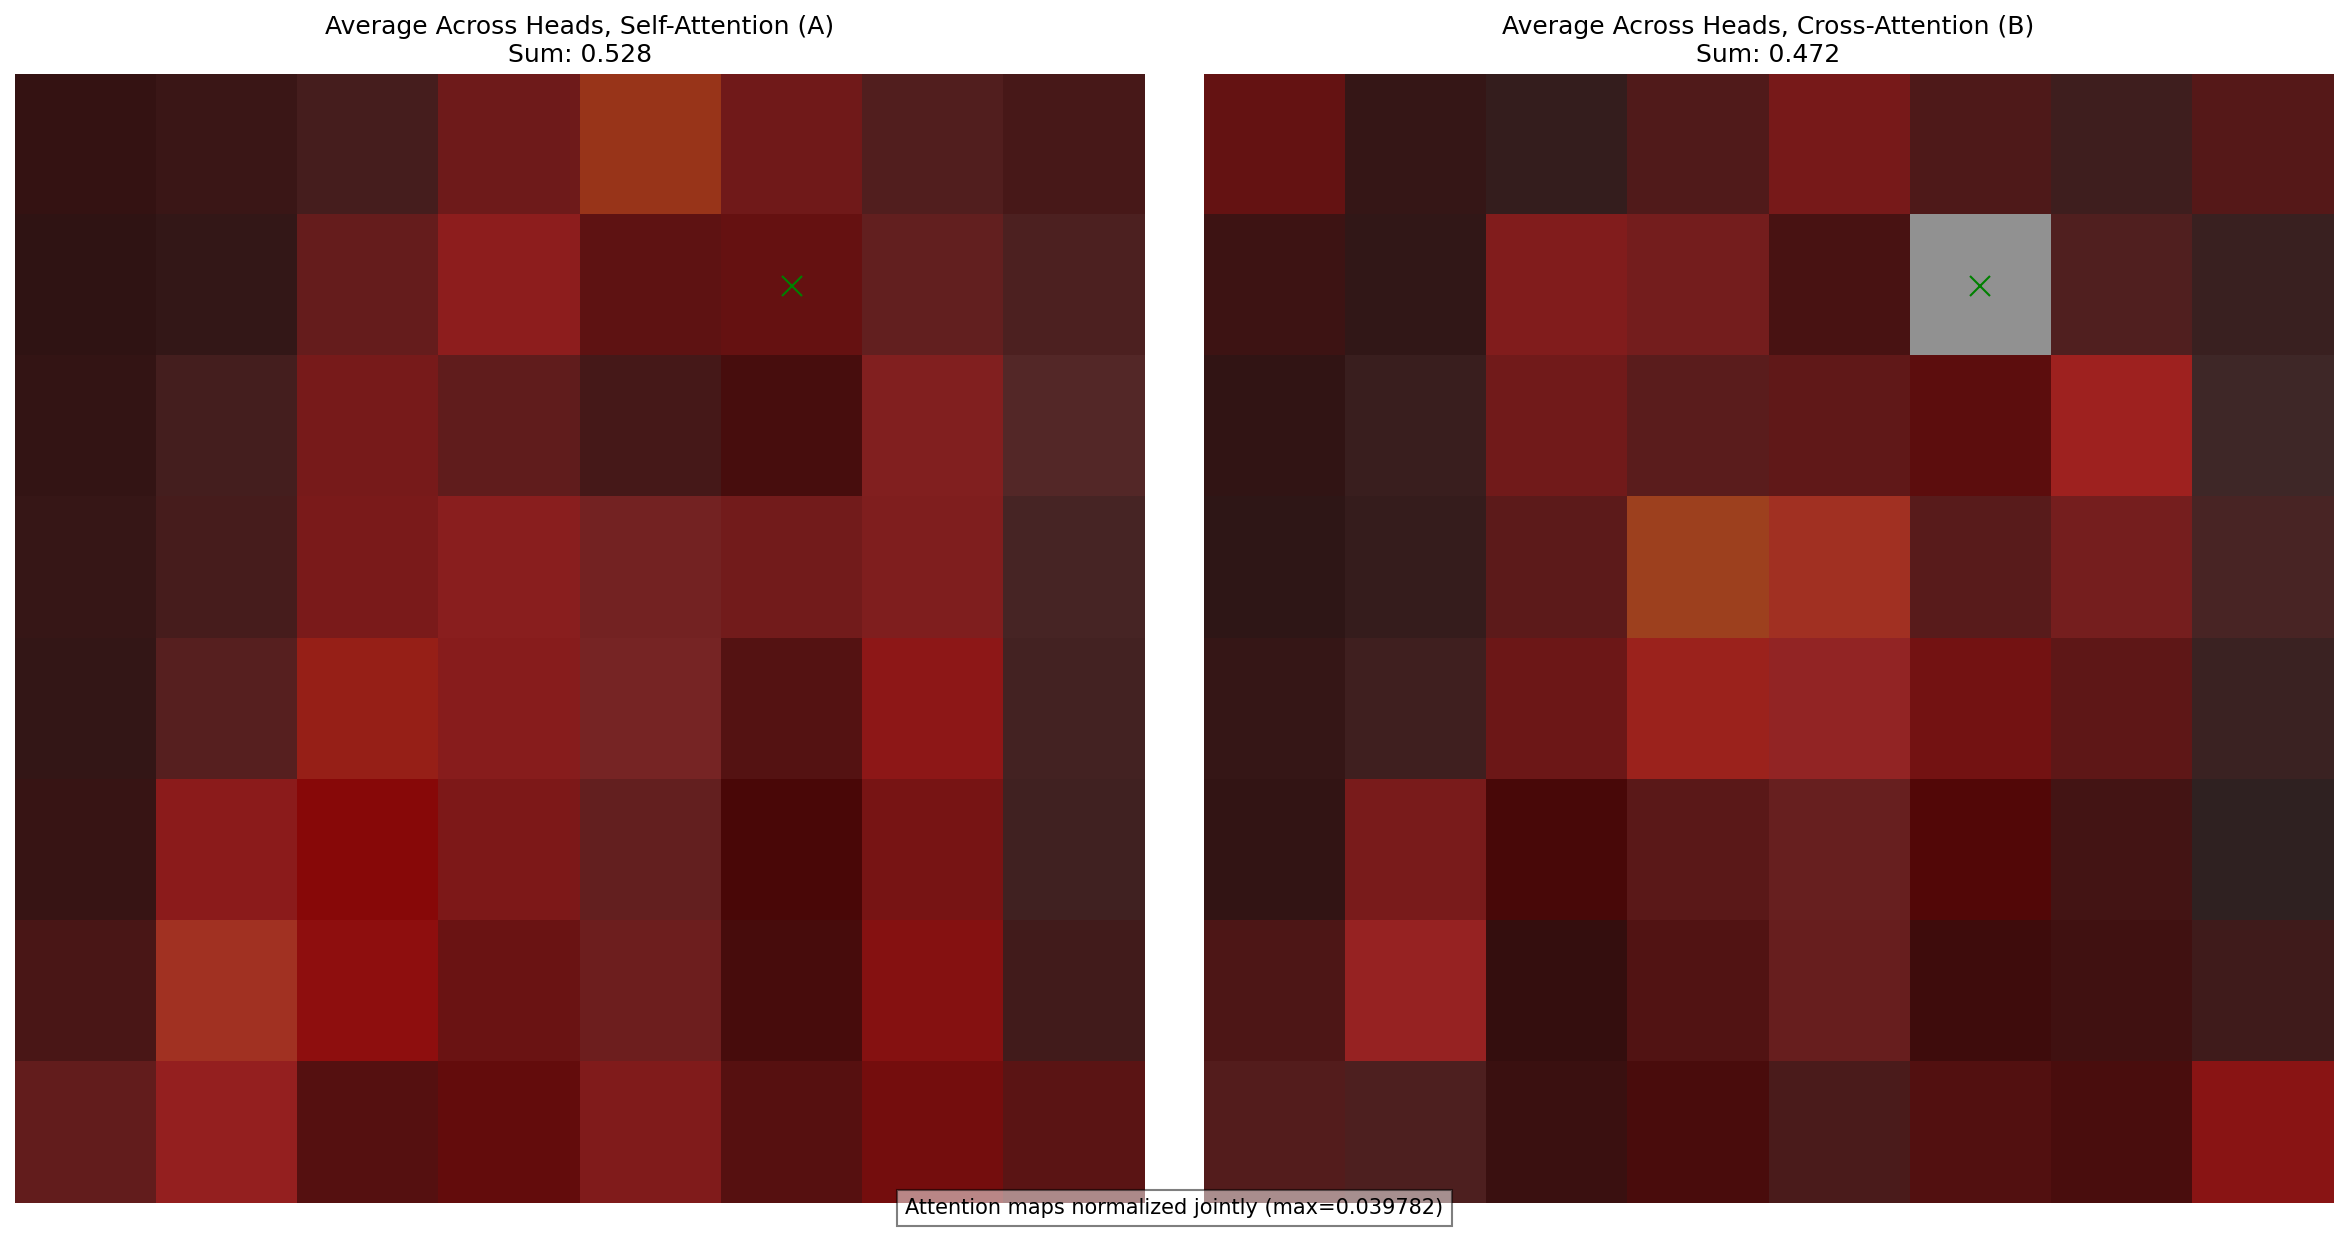 Average Across Heads, Self-Attention (A)
Sum: 0.528
Average Across Heads, Cross-Attention (B)
Sum: 0.472
Attention maps normalized jointly (max=0.039782)